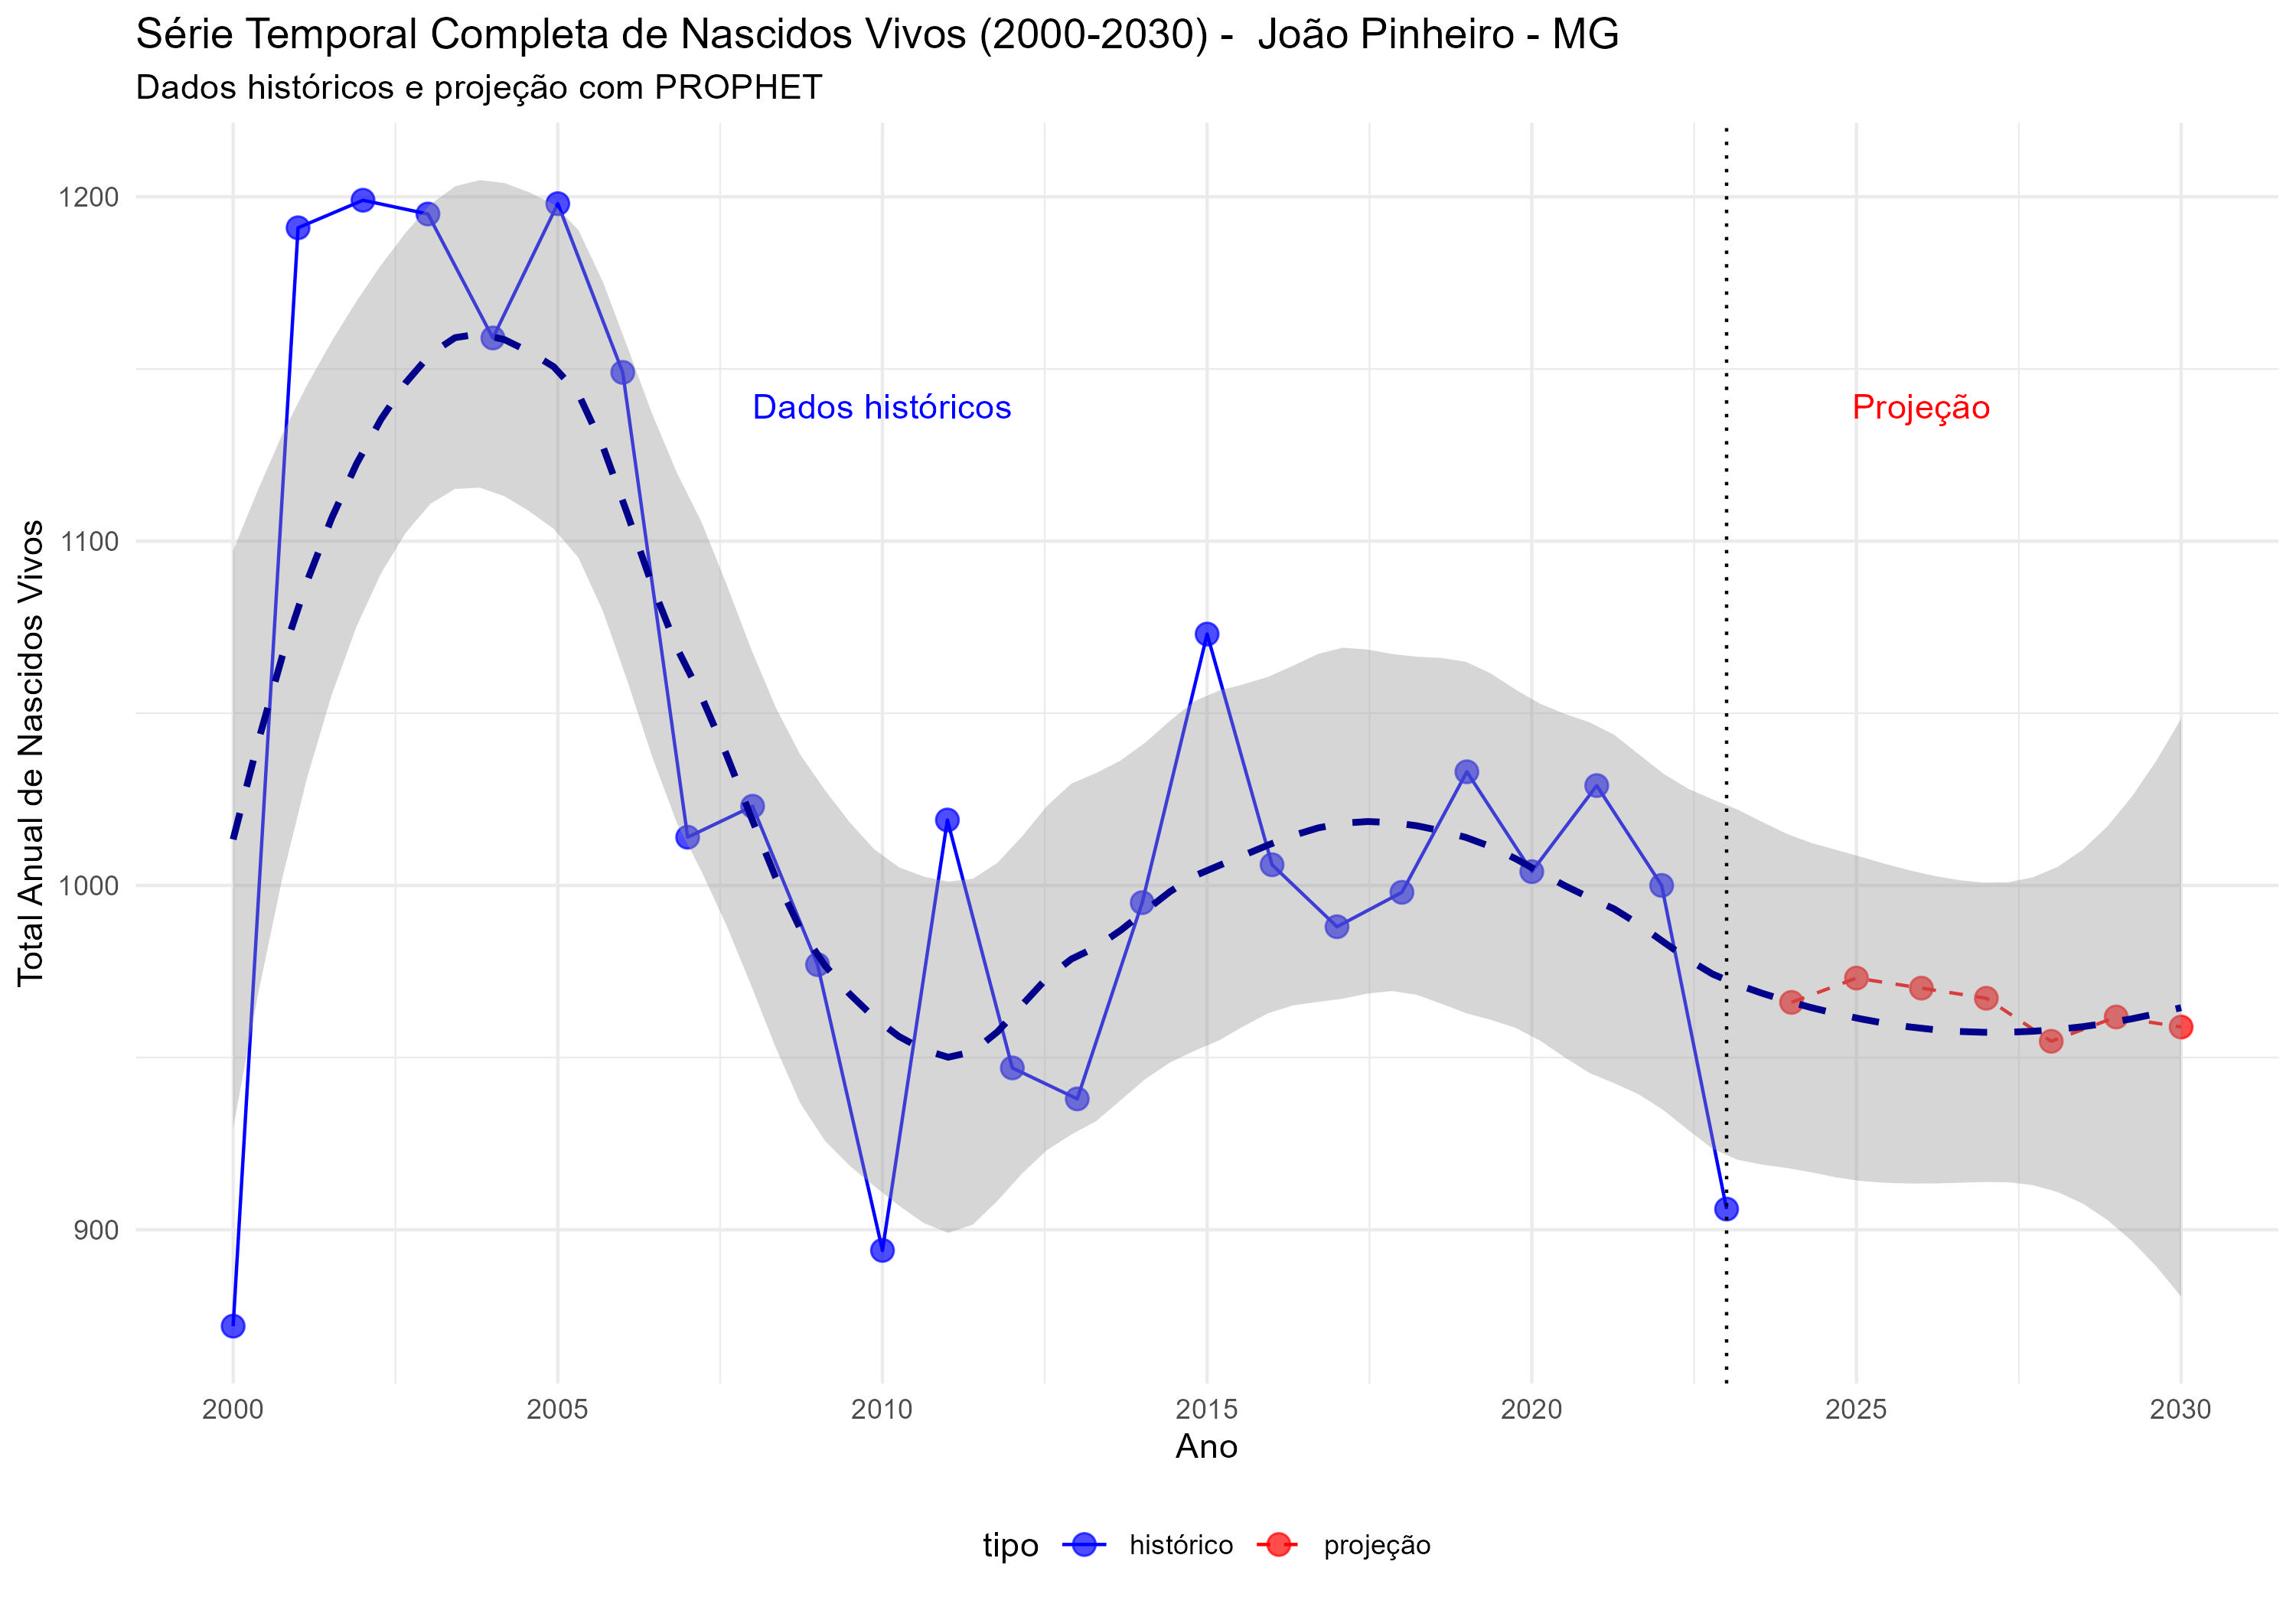 Série Temporal Completa de Nascidos Vivos (2000-2030) -  João Pinheiro - MG
Dados históricos e projeção com PROPHET
Total Anual de Nascidos Vivos
1200
1100
1000
900
Dados históricos
Projeção
2000 2005 2010 2015 2020 2025 2030
Ano
tipo histórico projeção